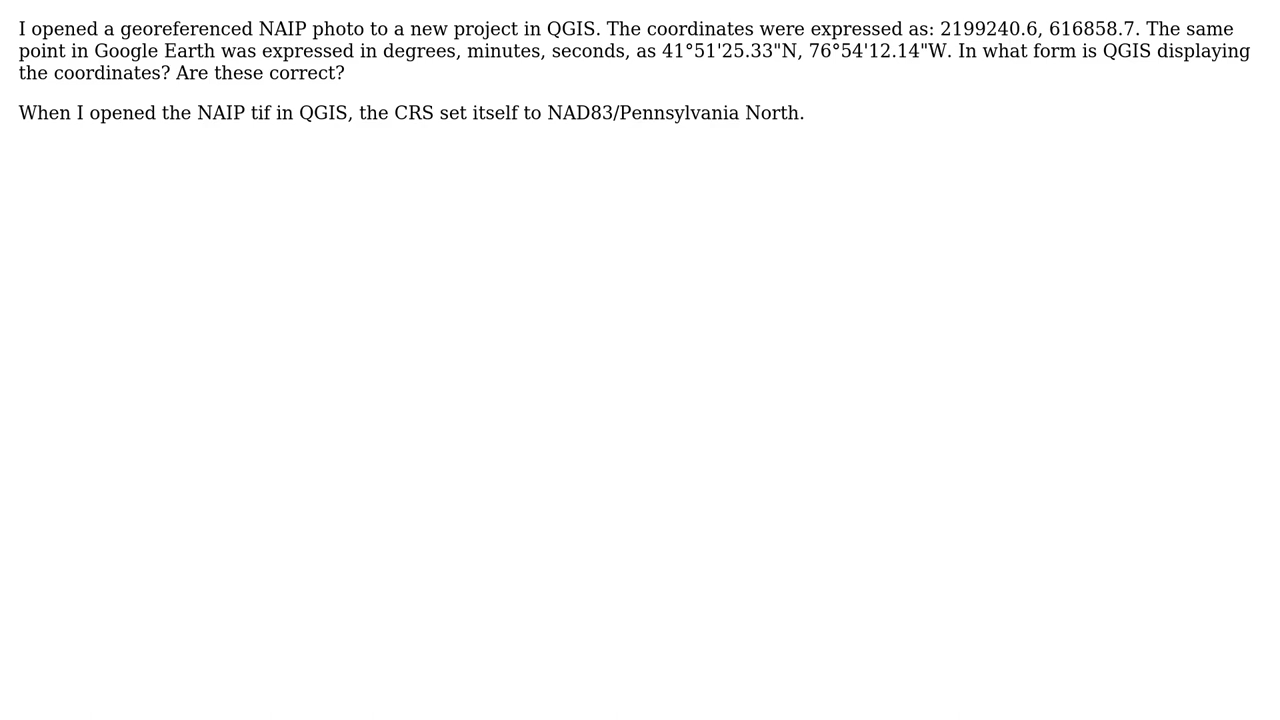 I opened a georeferenced NAIP photo to a new project in QGIS. The coordinates were expressed as: 2199240.6, 616858.7. The same
point in Google Earth was expressed in degrees, minutes, seconds, as 41°51'25.33"N, 76°54'12.14"W. In what form is QGIS displaying
the coordinates? Are these correct?
When I opened the NAIP tif in QGIS, the CRS set itself to NAD83/Pennsylvania North.